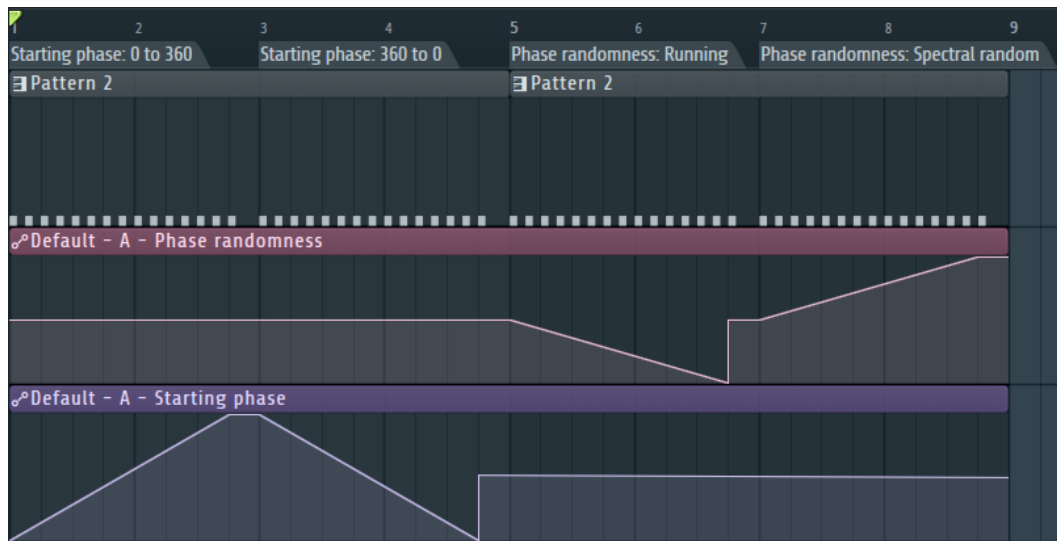 1 2 3 4 5 6 7 8 9
Starting phase: 0 to 360 Starting phase: 360 to 0 Phase randomness: Running Phase randomness: Spectral random
Pattern 2 Pattern 2
Default - A - Phase randomness
Default - A - Starting phase